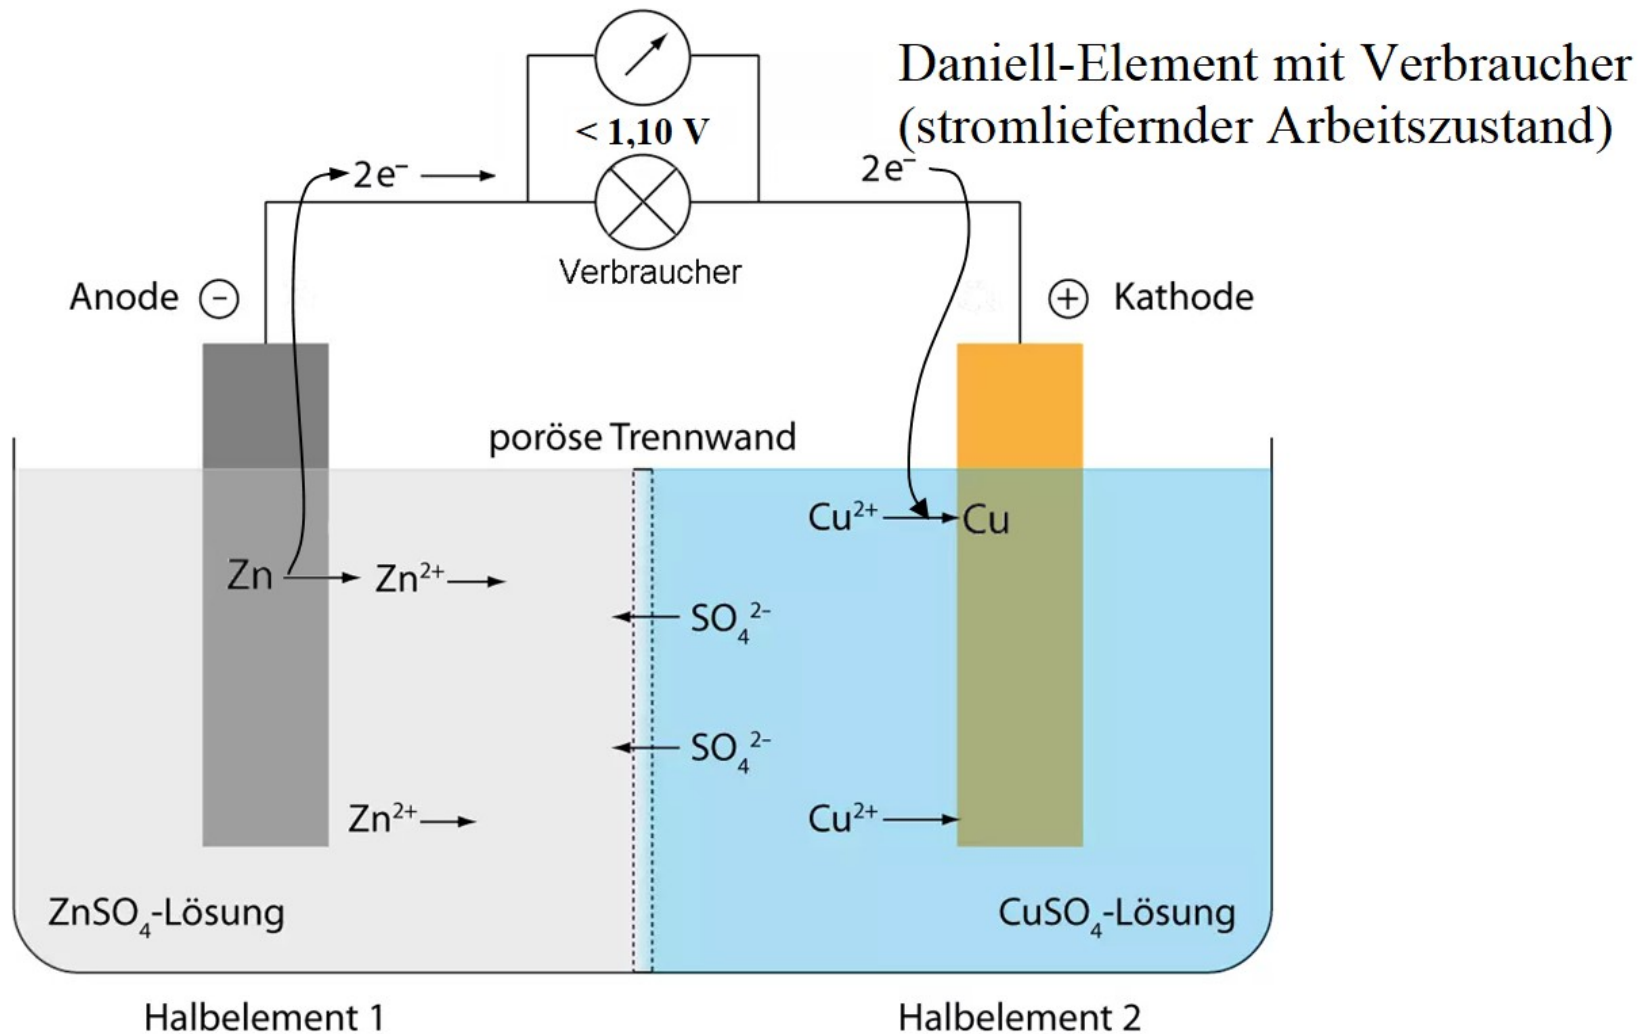 Daniell-Element mit Verbraucher
(stromliefernder Arbeitszustand)
< 1,10 V
2e⁻
2e⁻
Verbraucher
Anode ⊖
⊕ Kathode
poröse Trennwand
Cu²⁺ Cu
Zn Zn²⁺
SO₄²⁻
SO₄²⁻
Zn²⁺
Cu²⁺
ZnSO₄-Lösung
CuSO₄-Lösung
Halbelement 1
Halbelement 2